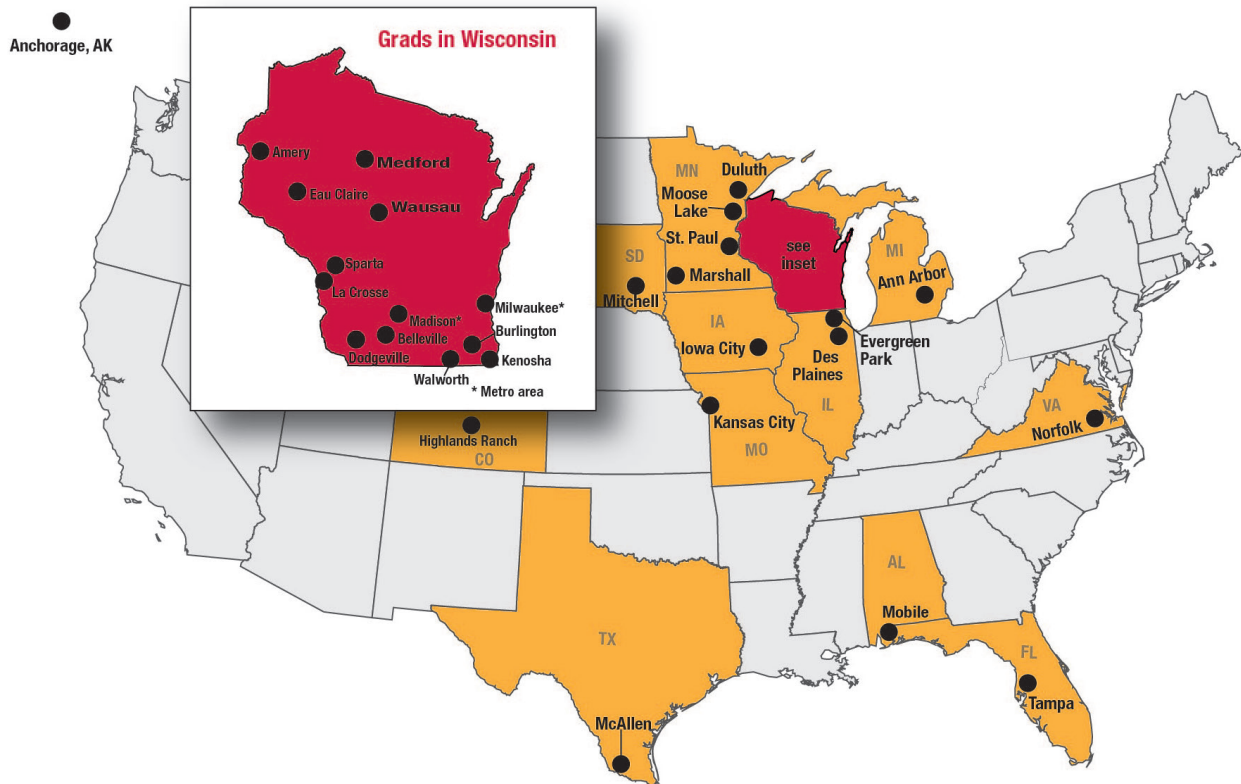 Anchorage, AK
Grads in Wisconsin
Amery
Medford
Eau Claire
Wausau
Sparta
La Crosse
Milwaukee*
Madison*
Burlington
Belleville
Dodgeville
Kenosha
Walworth
* Metro area
MN
Duluth
Moose
Lake
St. Paul
see
inset
Marshall
SD
Mitchell
MI
Ann Arbor
IA
Iowa City
Evergreen
Park
Des
Plaines
IL
Kansas City
MO
VA
Norfolk
Highlands Ranch
CO
AL
Mobile
TX
FL
Tampa
McAllen